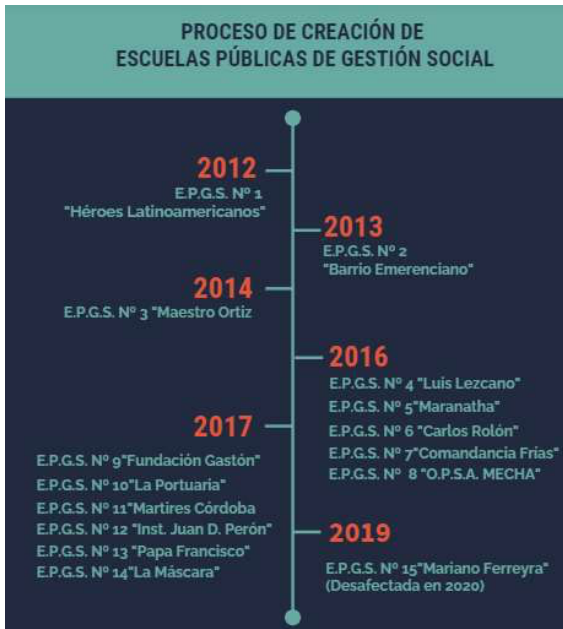 PROCESO DE CREACIÓN DE
ESCUELAS PÚBLICAS DE GESTIÓN SOCIAL
2012
E.P.G.S. Nº 1
"Héroes Latinoamericanos"
2013
E.P.G.S. Nº 2
"Barrio Emerenciano"
2014
E.P.G.S. Nº 3 "Maestro Ortiz
2016
E.P.G.S. Nº 4 "Luis Lezcano"
E.P.G.S. Nº 5"Maranatha"
E.P.G.S. Nº 6 "Carlos Rolón"
E.P.G.S. Nº 7"Comandancia Frías"
E.P.G.S. Nº 8 "O.P.S.A. MECHA"
2017
E.P.G.S. Nº 9"Fundación Gastón"
E.P.G.S. Nº 10"La Portuaria"
E.P.G.S. Nº 11"Martires Córdoba
E.P.G.S. Nº 12 "Inst. Juan D. Perón"
E.P.G.S. Nº 13 "Papa Francisco"
E.P.G.S. Nº 14"La Máscara"
2019
E.P.G.S. Nº 15"Mariano Ferreyra"
(Desafectada en 2020)